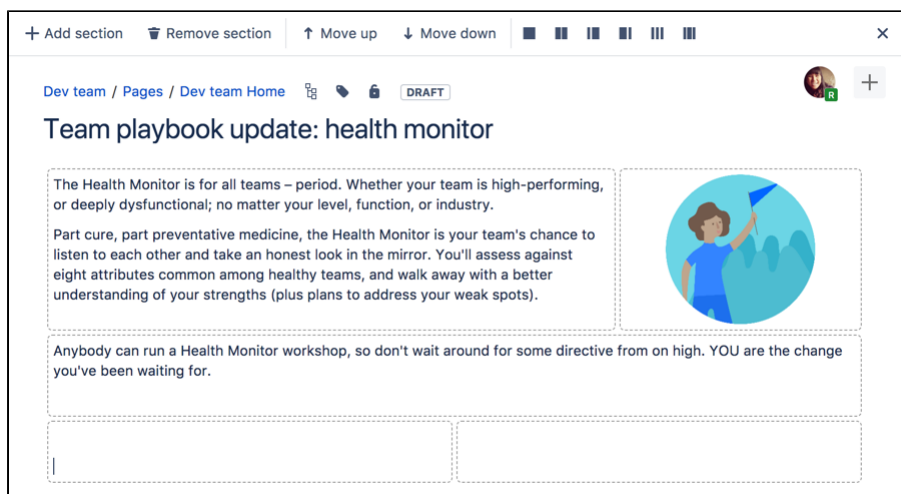 Add section Remove section Move up Move down
Dev team / Pages / Dev team Home DRAFT
R
Team playbook update: health monitor
The Health Monitor is for all teams – period. Whether your team is high-performing,
or deeply dysfunctional; no matter your level, function, or industry.
Part cure, part preventative medicine, the Health Monitor is your team's chance to
listen to each other and take an honest look in the mirror. You'll assess against
eight attributes common among healthy teams, and walk away with a better
understanding of your strengths (plus plans to address your weak spots).
Anybody can run a Health Monitor workshop, so don't wait around for some directive from on high. YOU are the change
you've been waiting for.